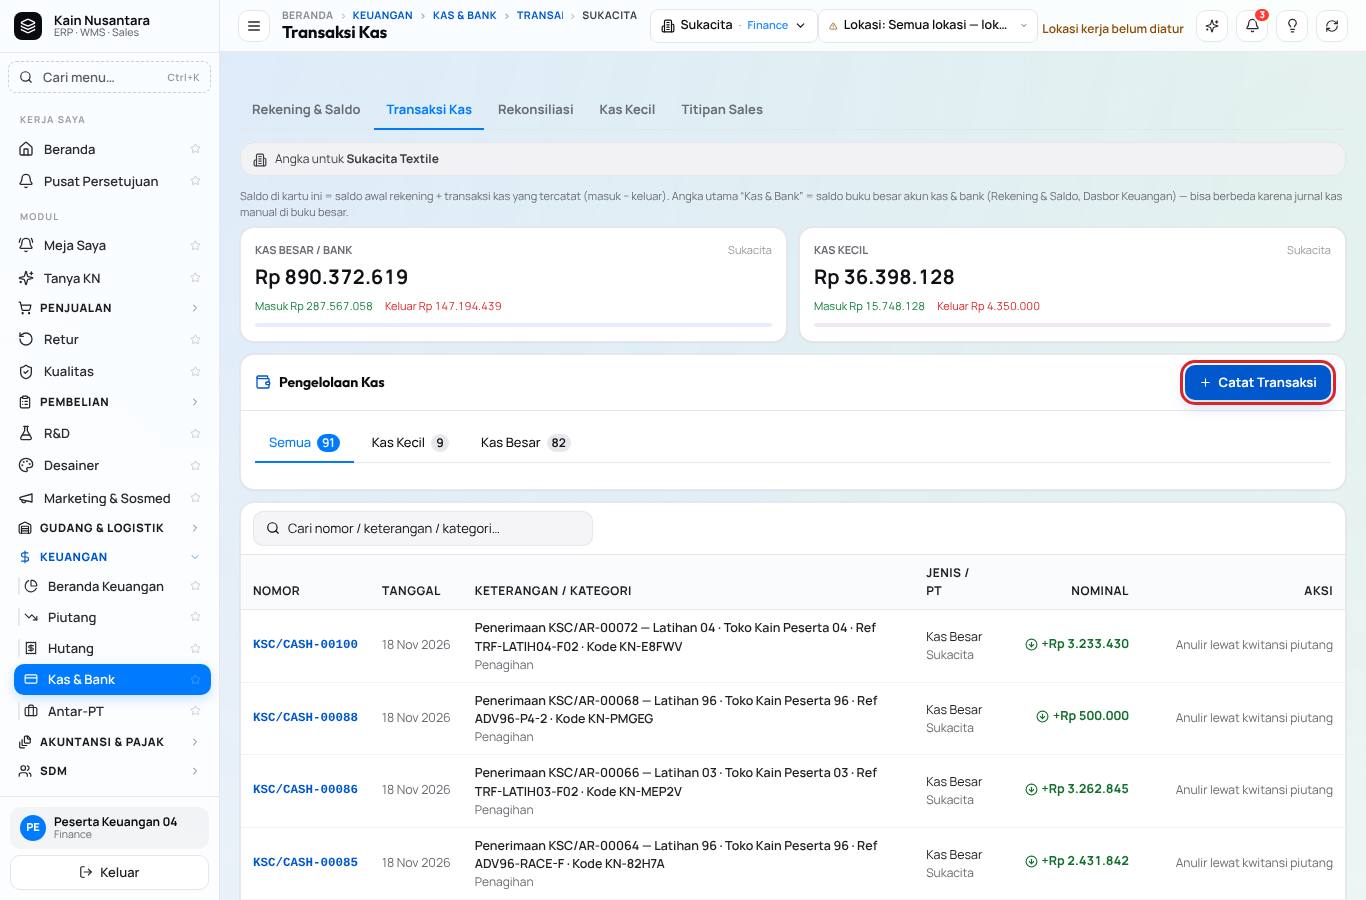 Kain Nusantara
ERP · WMS · Sales
Cari menu... Ctrl+K
KERJA SAYA
Beranda
Pusat Persetujuan
MODUL
Meja Saya
Tanya KN
PENJUALAN
Retur
Kualitas
PEMBELIAN
R&D
Desainer
Marketing & Sosmed
GUDANG & LOGISTIK
KEUANGAN
Beranda Keuangan
Piutang
Hutang
Kas & Bank
Antar-PT
AKUNTANSI & PAJAK
SDM
PE Peserta Keuangan 04
Finance
Keluar
BERANDA > KEUANGAN > KAS & BANK > TRANSAI > SUKACITA
Transaksi Kas
Sukacita · Finance
Lokasi: Semua lokasi — lok...
Lokasi kerja belum diatur
3
Rekening & Saldo Transaksi Kas Rekonsiliasi Kas Kecil Titipan Sales
Angka untuk Sukacita Textile
Saldo di kartu ini = saldo awal rekening + transaksi kas yang tercatat (masuk − keluar). Angka utama "Kas & Bank" = saldo buku besar akun kas & bank (Rekening & Saldo, Dasbor Keuangan) — bisa berbeda karena jurnal kas
manual di buku besar.
KAS BESAR / BANK Sukacita
Rp 890.372.619
Masuk Rp 287.567.058 Keluar Rp 147.194.439
KAS KECIL Sukacita
Rp 36.398.128
Masuk Rp 15.748.128 Keluar Rp 4.350.000
Pengelolaan Kas
+ Catat Transaksi
Semua 91 Kas Kecil 9 Kas Besar 82
Cari nomor / keterangan / kategori...
NOMOR TANGGAL KETERANGAN / KATEGORI JENIS / PT NOMINAL AKSI
KSC/CASH-00100 18 Nov 2026
Penerimaan KSC/AR-00072 — Latihan 04 · Toko Kain Peserta 04 · Ref
TRF-LATIH04-F02 · Kode KN-E8FWV
Penagihan
Kas Besar
Sukacita
+Rp 3.233.430 Anulir lewat kwitansi piutang
KSC/CASH-00088 18 Nov 2026
Penerimaan KSC/AR-00068 — Latihan 96 · Toko Kain Peserta 96 · Ref
ADV96-P4-2 · Kode KN-PMGEG
Penagihan
Kas Besar
Sukacita
+Rp 500.000 Anulir lewat kwitansi piutang
KSC/CASH-00086 18 Nov 2026
Penerimaan KSC/AR-00066 — Latihan 03 · Toko Kain Peserta 03 · Ref
TRF-LATIH03-F02 · Kode KN-MEP2V
Penagihan
Kas Besar
Sukacita
+Rp 3.262.845 Anulir lewat kwitansi piutang
KSC/CASH-00085 18 Nov 2026
Penerimaan KSC/AR-00064 — Latihan 96 · Toko Kain Peserta 96 · Ref
ADV96-RACE-F · Kode KN-82H7A
Penagihan
Kas Besar
Sukacita
+Rp 2.431.842 Anulir lewat kwitansi piutang